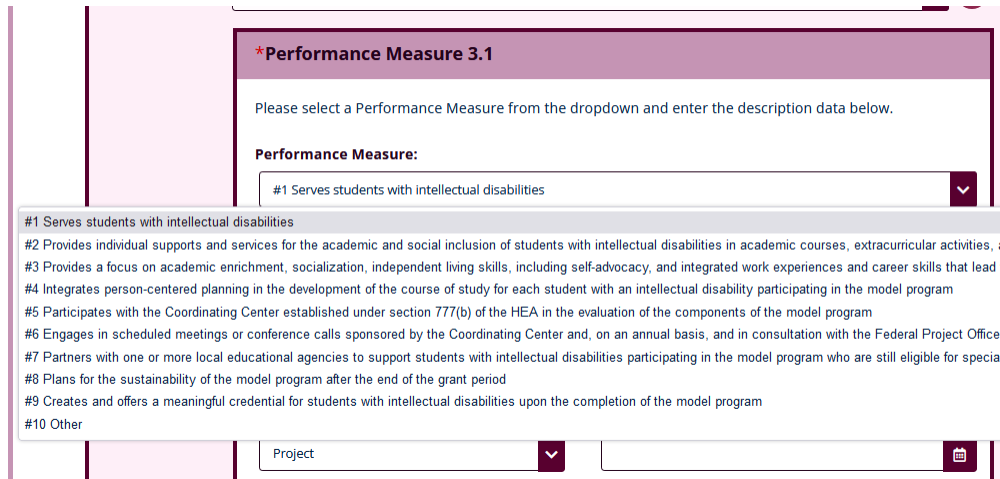 *Performance Measure 3.1
Please select a Performance Measure from the dropdown and enter the description data below.
Performance Measure:
#1 Serves students with intellectual disabilities
#1 Serves students with intellectual disabilities
#2 Provides individual supports and services for the academic and social inclusion of students with intellectual disabilities in academic courses, extracurricular activities,
#3 Provides a focus on academic enrichment, socialization, independent living skills, including self-advocacy, and integrated work experiences and career skills that lead
#4 Integrates person-centered planning in the development of the course of study for each student with an intellectual disability participating in the model program
#5 Participates with the Coordinating Center established under section 777(b) of the HEA in the evaluation of the components of the model program
#6 Engages in scheduled meetings or conference calls sponsored by the Coordinating Center and, on an annual basis, and in consultation with the Federal Project Office
#7 Partners with one or more local educational agencies to support students with intellectual disabilities participating in the model program who are still eligible for specia
#8 Plans for the sustainability of the model program after the end of the grant period
#9 Creates and offers a meaningful credential for students with intellectual disabilities upon the completion of the model program
#10 Other
Project